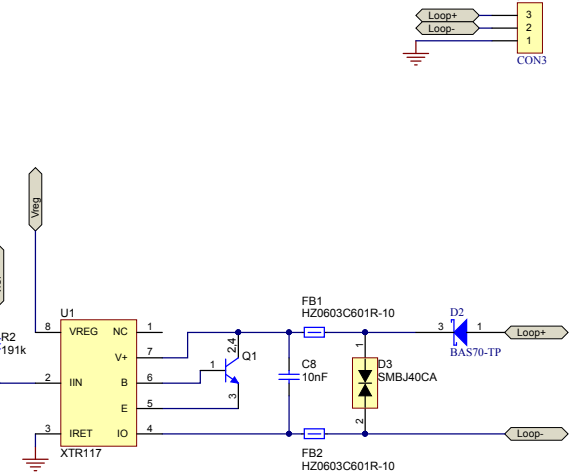 Loop+ 3
Loop- 2
1
CON3
Vreg
FB1
HZ0603C601R-10
U1
D2
R2
191k
8 VREG NC 1
V+ 7
2,4
1
Q1
3
C8
10nF
1
D3
SMBJ40CA
2
3 1 Loop+
BAS70-TP
2 IIN B 6
E 5
3 IRET IO 4
Loop-
XTR117
FB2
HZ0603C601R-10